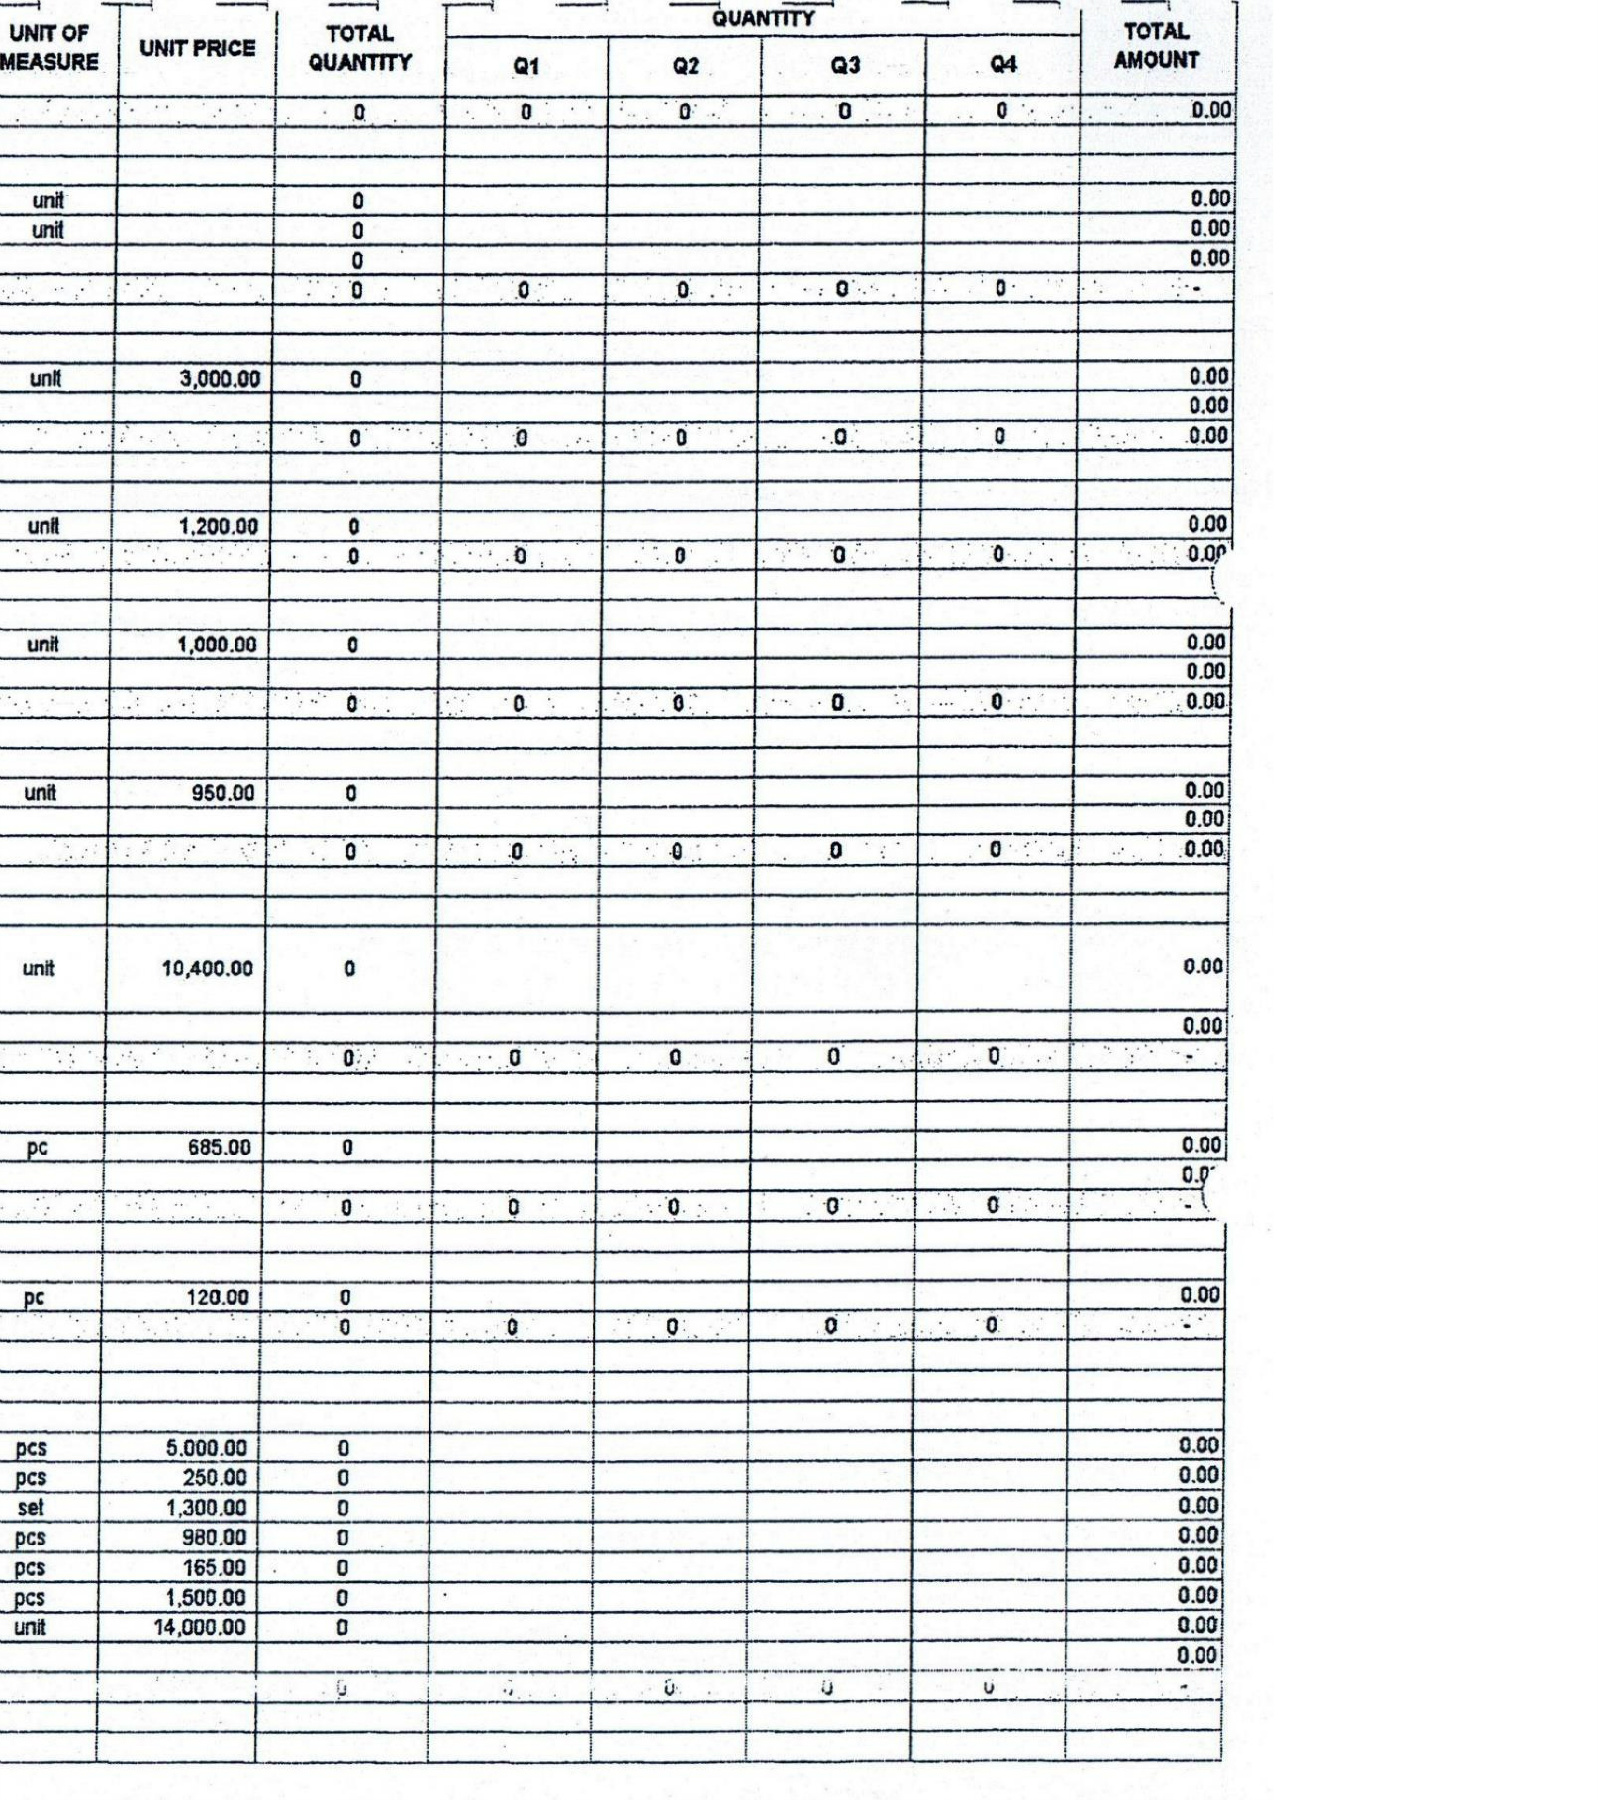 QUANTITY
UNIT OF MEASURE UNIT PRICE TOTAL QUANTITY Q1 Q2 Q3 Q4 TOTAL AMOUNT
0 0 0 0 0 0.00
unit 0 0.00
unit 0 0.00
0 0.00
0 0 0 0 0 -
unit 3,000.00 0 0.00
0.00
0 0 0 0 0 0.00
unit 1,200.00 0 0.00
0 0 0 0 0 0.00
unit 1,000.00 0 0.00
0.00
0 0 0 0 0 0.00
unit 950.00 0 0.00
0.00
0 0 0 0 0 0.00
unit 10,400.00 0 0.00
0.00
0 0 0 0 0 -
pc 685.00 0 0.00
0 0 0 0 0 -
pc 120.00 0 0.00
0 0 0 0 0 -
pcs 5,000.00 0 0.00
pcs 250.00 0 0.00
set 1,300.00 0 0.00
pcs 980.00 0 0.00
pcs 165.00 0 0.00
pcs 1,500.00 0 0.00
unit 14,000.00 0 0.00
0.00
0 0 0 0 -